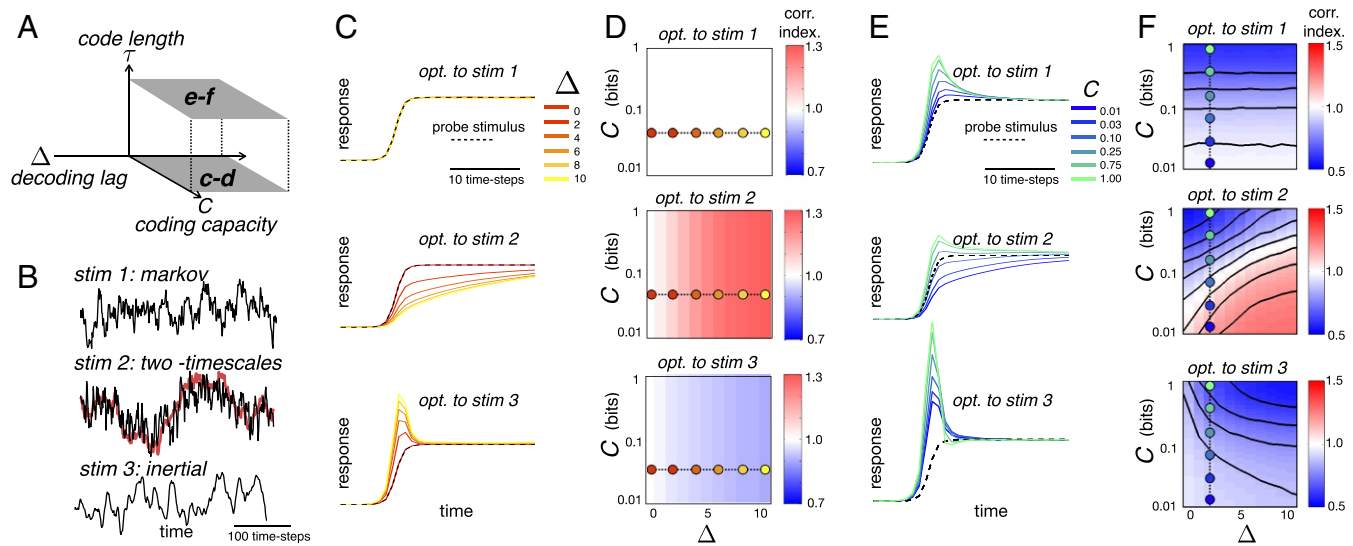 A
code length
τ
e-f
Δ
decoding lag
c-d
C
coding capacity
B
stim 1: markov
stim 2: two -timescales
stim 3: inertial
time
100 time-steps
C
response
opt. to stim 1
probe stimulus
10 time-steps
Δ
0
2
4
6
8
10
response
opt. to stim 2
response
opt. to stim 3
time
D
opt to stim 1
corr.
index.
C (bits)
1
0.1
0.01
1.3
1.0
0.7
opt to stim 2
C (bits)
1
0.1
0.01
1.3
1.0
0.7
opt to stim 3
C (bits)
1
0.1
0.01
1.3
1.0
0.7
0 5 10
Δ
E
response
opt. to stim 1
probe stimulus
10 time-steps
C
0.01
0.03
0.10
0.25
0.75
1.00
response
opt. to stim 2
response
opt. to stim 3
time
F
opt to stim 1
corr.
index.
C (bits)
1
0.1
0.01
1.5
1.0
0.5
opt to stim 2
C (bits)
1
0.1
0.01
1.5
1.0
0.5
opt to stim 3
C (bits)
1
0.1
0.01
1.5
1.0
0.5
0 5 10
Δ